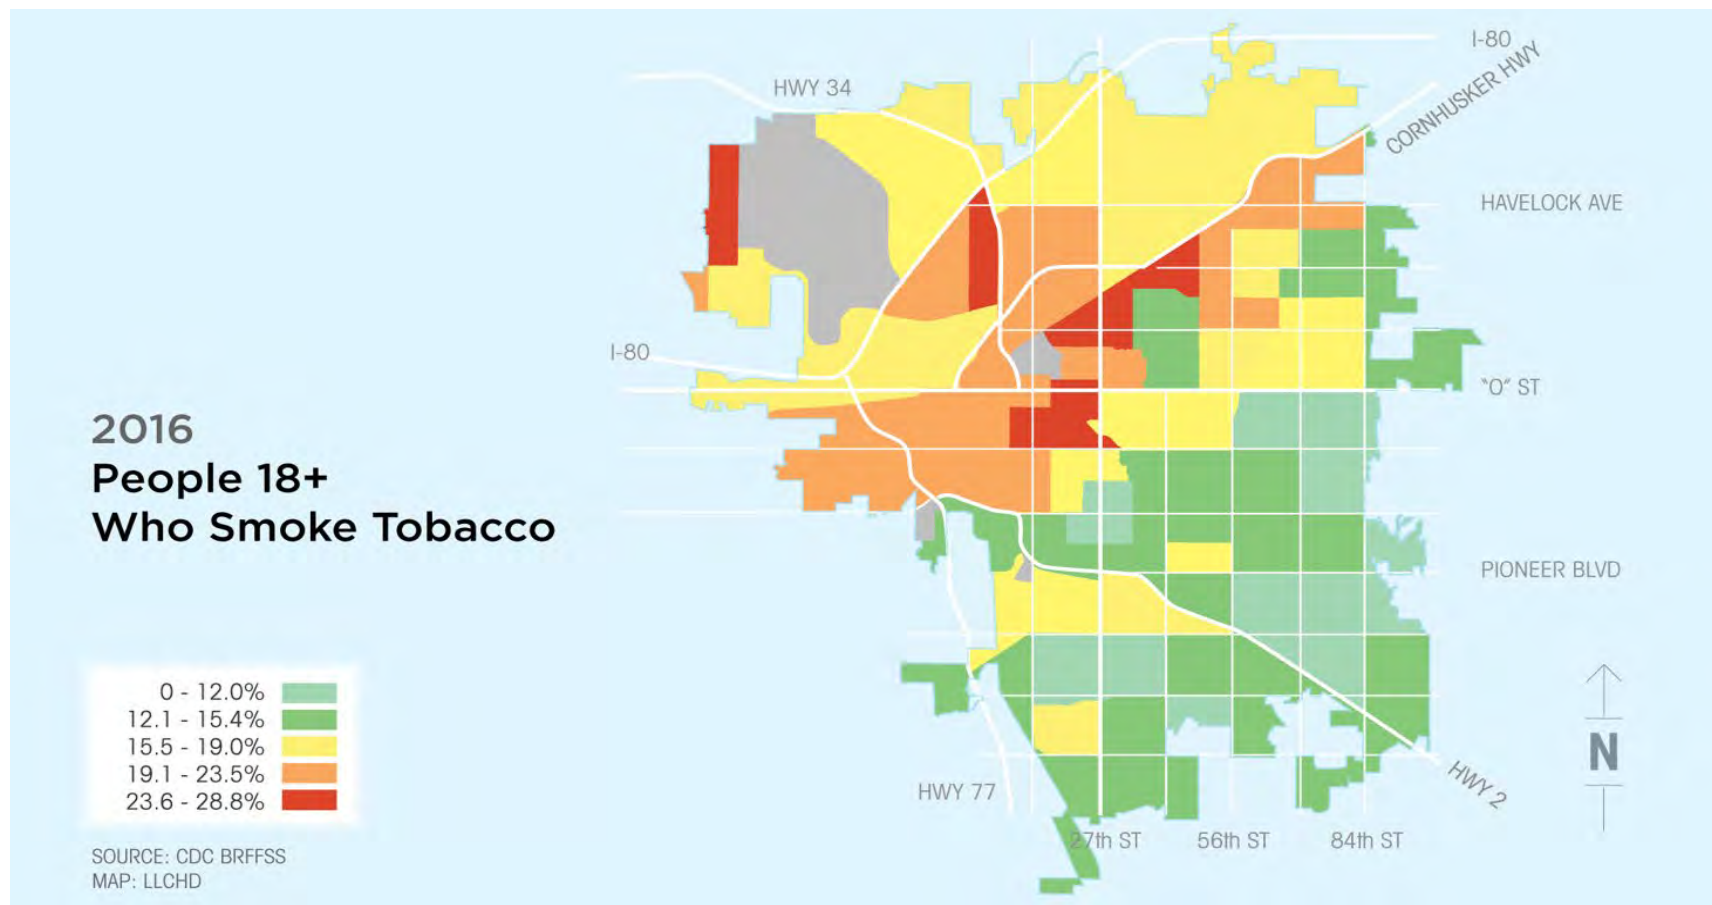 2016
People 18+
Who Smoke Tobacco
0 - 12.0%
12.1 - 15.4%
15.5 - 19.0%
19.1 - 23.5%
23.6 - 28.8%
SOURCE: CDC BRFFSS
MAP: LLCHD
HWY 34
I-80
CORNHUSKER HWY
HAVELOCK AVE
I-80
"O" ST
PIONEER BLVD
N
HWY 77
HWY 2
27th ST
56th ST
84th ST